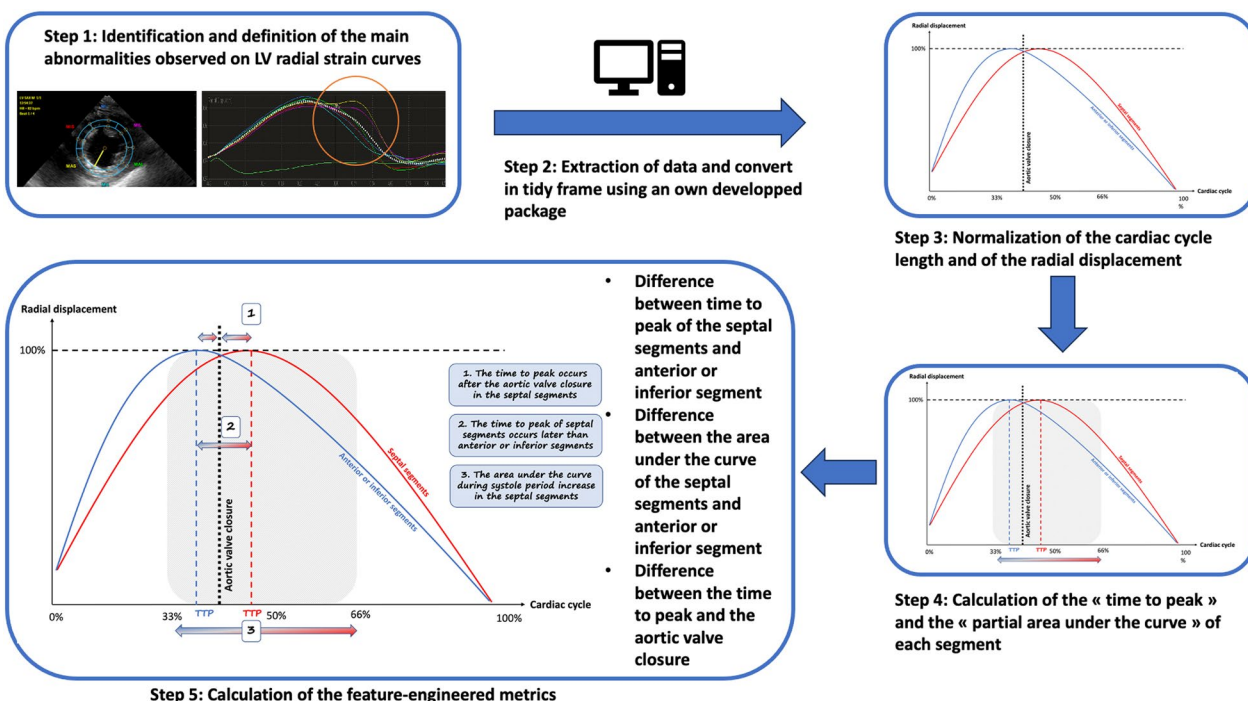 Step 1: Identification and definition of the main
abnormalities observed on LV radial strain curves
Step 2: Extraction of data and convert
in tidy frame using an own developped
package
100%
Septal segments
Anterior or inferior segments
Aortic valve closure
Cardiac cycle
0%
33%
50%
66%
100
%
Step 3: Normalization of the cardiac cycle
length and of the radial displacement
Radial displacement
100%
Septal segments
Anterior or inferior segments
Aortic valve closure
Cardiac cycle
0%
33%
TTP
TTP
50%
66%
100
%
Step 4: Calculation of the « time to peak »
and the « partial area under the curve » of
each segment
Radial displacement
1
100%
2
Septal segments
Anterior or inferior segments
Aortic valve closure
Cardiac cycle
0%
33%
TTP
TTP
50%
66%
100%
3
1. The time to peak occurs
after the aortic valve closure
in the septal segments
2. The time to peak of septal
segments occurs later than
anterior or inferior segments
3. The area under the curve
during systole period increase
in the septal segments
• Difference
between time to
peak of the septal
segments and
anterior or
inferior segment
• Difference
between the area
under the curve
of the septal
segments and
anterior or
inferior segment
• Difference
between the time
to peak and the
aortic valve
closure
Step 5: Calculation of the feature-engineered metrics